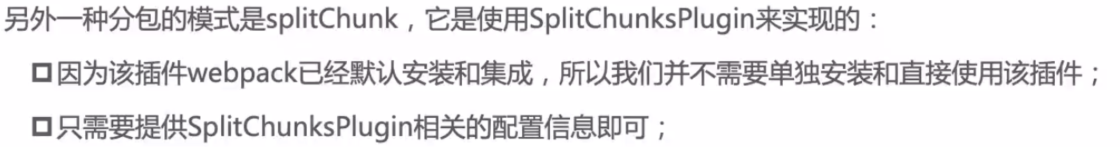 另外一种分包的模式是splitChunk，它是使用SplitChunksPlugin来实现的：
因为该插件webpack已经默认安装和集成，所以我们并不需要单独安装和直接使用该插件；
只需要提供SplitChunksPlugin相关的配置信息即可；